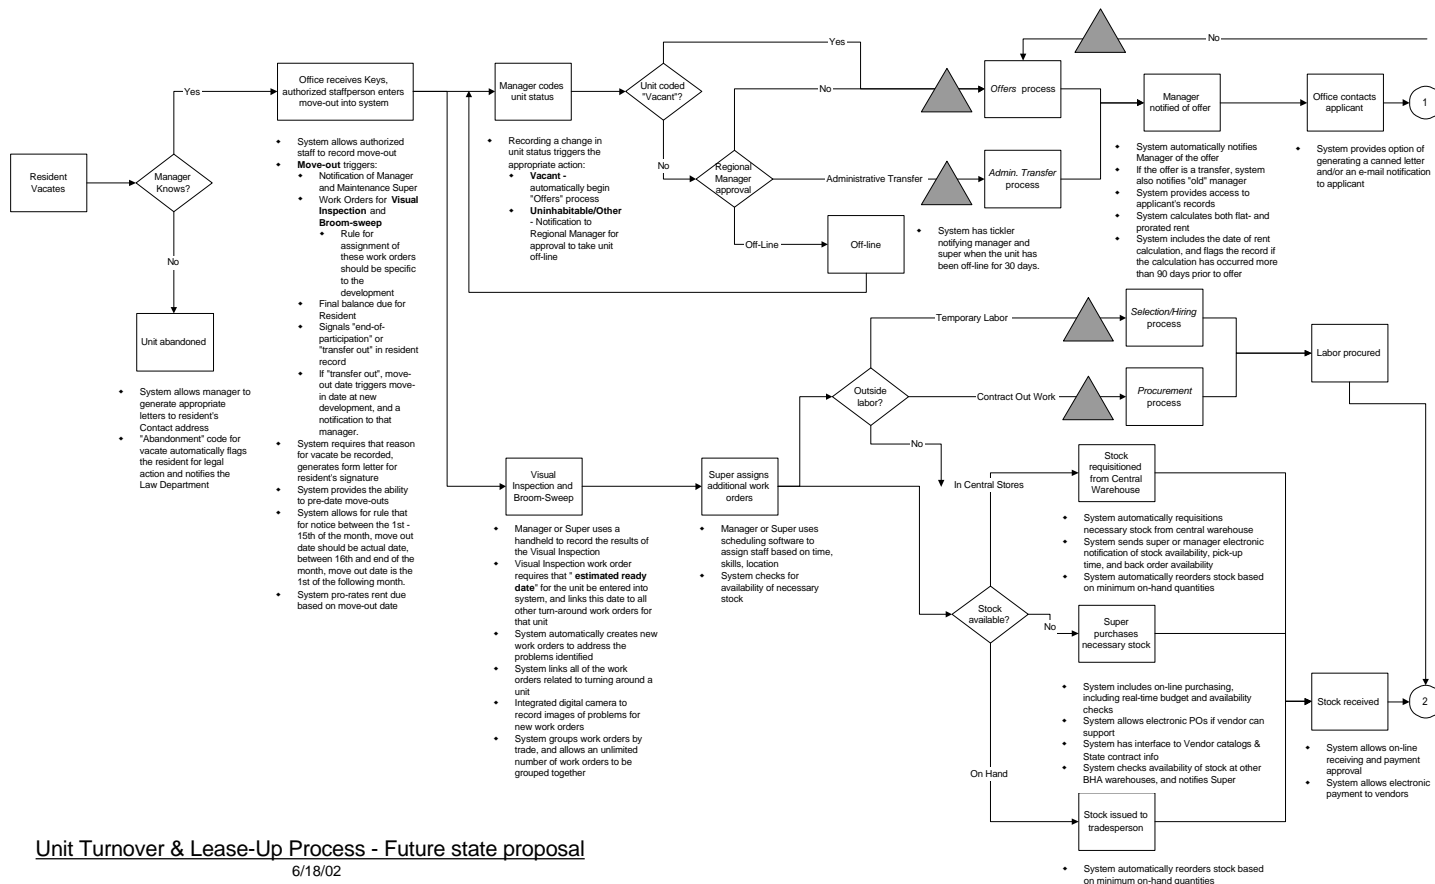 Resident
Vacates
Manager
Knows?
Yes
No
Unit abandoned
◆ System allows manager to
generate appropriate
letters to resident's
Contact address
◆ "Abandonment" code for
vacate automatically flags
the resident for legal
action and notifies the
Law Department
Office receives Keys,
authorized staffperson enters
move-out into system
◆ System allows authorized
staff to record move-out
◆ Move-out triggers:
◆ Notification of Manager
and Maintenance Super
◆ Work Orders for Visual
Inspection and
Broom-sweep
◆ Rule for
assignment of
these work orders
should be specific
to the
development
◆ Final balance due for
Resident
◆ Signals "end-of-
participation" or
"transfer out" in resident
record
◆ If "transfer out", move-
out date triggers move-
in date at new
development, and a
notification to that
manager.
◆ System requires that reason
for vacate be recorded,
generates form letter for
resident's signature
◆ System provides the ability
to pre-date move-outs
◆ System allows for rule that
for notice between the 1st -
15th of the month, move out
date should be actual date,
between 16th and end of the
month, move out date is the
1st of the following month.
◆ System pro-rates rent due
based on move-out date
Manager codes
unit status
◆ Recording a change in
unit status triggers the
appropriate action:
◆ Vacant -
automatically begin
"Offers" process
◆ Uninhabitable/Other
- Notification to
Regional Manager for
approval to take unit
off-line
Unit coded
"Vacant"?
Yes
No
Regional
Manager
approval
No
Administrative Transfer
Off-Line
Off-line
Offers process
No
Admin. Transfer
process
◆ System has tickler
notifying manager and
super when the unit has
been off-line for 30 days.
Manager
notified of offer
◆ System automatically notifies
Manager of the offer
◆ If the offer is a transfer, system
also notifies "old" manager
◆ System provides access to
applicant's records
◆ System calculates both flat- and
prorated rent
◆ System includes the date of rent
calculation, and flags the record if
the calculation has occurred more
than 90 days prior to offer
Office contacts
applicant
◆ System provides option of
generating a canned letter
and/or an e-mail notification
to applicant
1
Visual
Inspection and
Broom-Sweep
◆ Manager or Super uses a
handheld to record the results of
the Visual Inspection
◆ Visual Inspection work order
requires that " estimated ready
date" for the unit be entered into
system, and links this date to all
other turn-around work orders for
that unit
◆ System automatically creates new
work orders to address the
problems identified
◆ System links all of the work
orders related to turning around a
unit
◆ Integrated digital camera to
record images of problems for
new work orders
◆ System groups work orders by
trade, and allows an unlimited
number of work orders to be
grouped together
Super assigns
additional work
orders
◆ Manager or Super uses
scheduling software to
assign staff based on time,
skills, location
◆ System checks for
availability of necessary
stock
Outside
labor?
Temporary Labor
Contract Out Work
No
Selection/Hiring
process
Procurement
process
Labor procured
Stock
available?
In Central Stores
No
On Hand
Stock
requisitioned
from Central
Warehouse
◆ System automatically requisitions
necessary stock from central warehouse
◆ System sends super or manager electronic
notification of stock availability, pick-up
time, and back order availability
◆ System automatically reorders stock based
on minimum on-hand quantities
Super
purchases
necessary stock
◆ System includes on-line purchasing,
including real-time budget and availability
checks
◆ System allows electronic POs if vendor can
support
◆ System has interface to Vendor catalogs &
State contract info
◆ System checks availability of stock at other
BHA warehouses, and notifies Super
Stock issued to
tradesperson
◆ System automatically reorders stock based
on minimum on-hand quantities
Stock received
◆ System allows on-line
receiving and payment
approval
◆ System allows electronic
payment to vendors
2
Unit Turnover & Lease-Up Process - Future state proposal
6/18/02